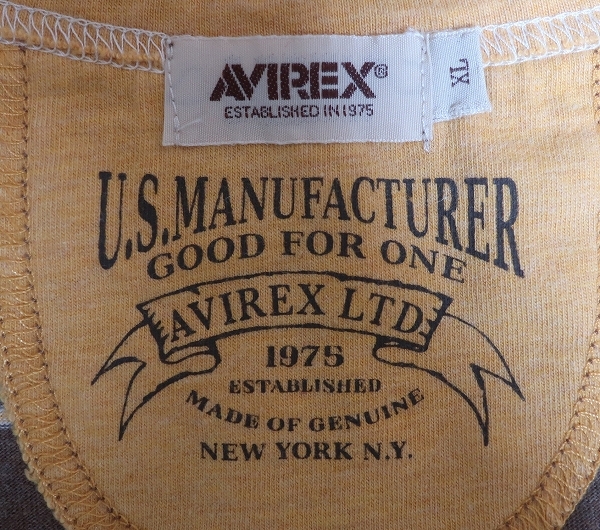 AVIREX®
ESTABLISHED IN 1975
XL
U.S.MANUFACTURER
GOOD FOR ONE
AVIREX LTD.
1975
ESTABLISHED
MADE OF GENUINE
NEW YORK N.Y.